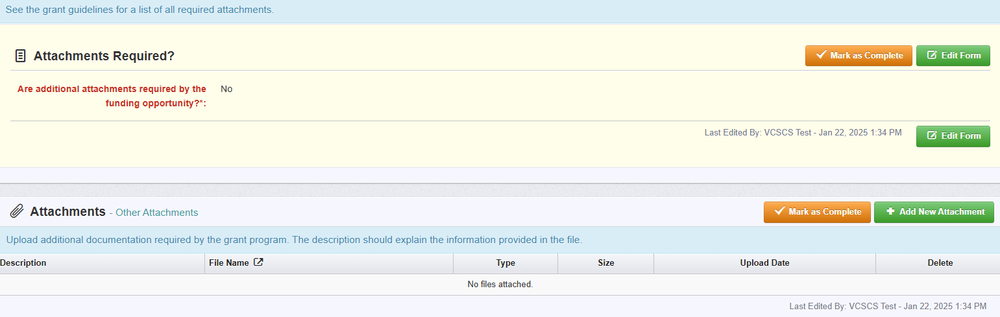 See the grant guidelines for a list of all required attachments.
Attachments Required?
Mark as Complete
Edit Form
Are additional attachments required by the
funding opportunity?*:
No
Last Edited By: VCSCS Test - Jan 22, 2025 1:34 PM
Edit Form
Attachments - Other Attachments
Mark as Complete
Add New Attachment
Upload additional documentation required by the grant program. The description should explain the information provided in the file.
Description File Name Type Size Upload Date Delete
No files attached.
Last Edited By: VCSCS Test - Jan 22, 2025 1:34 PM